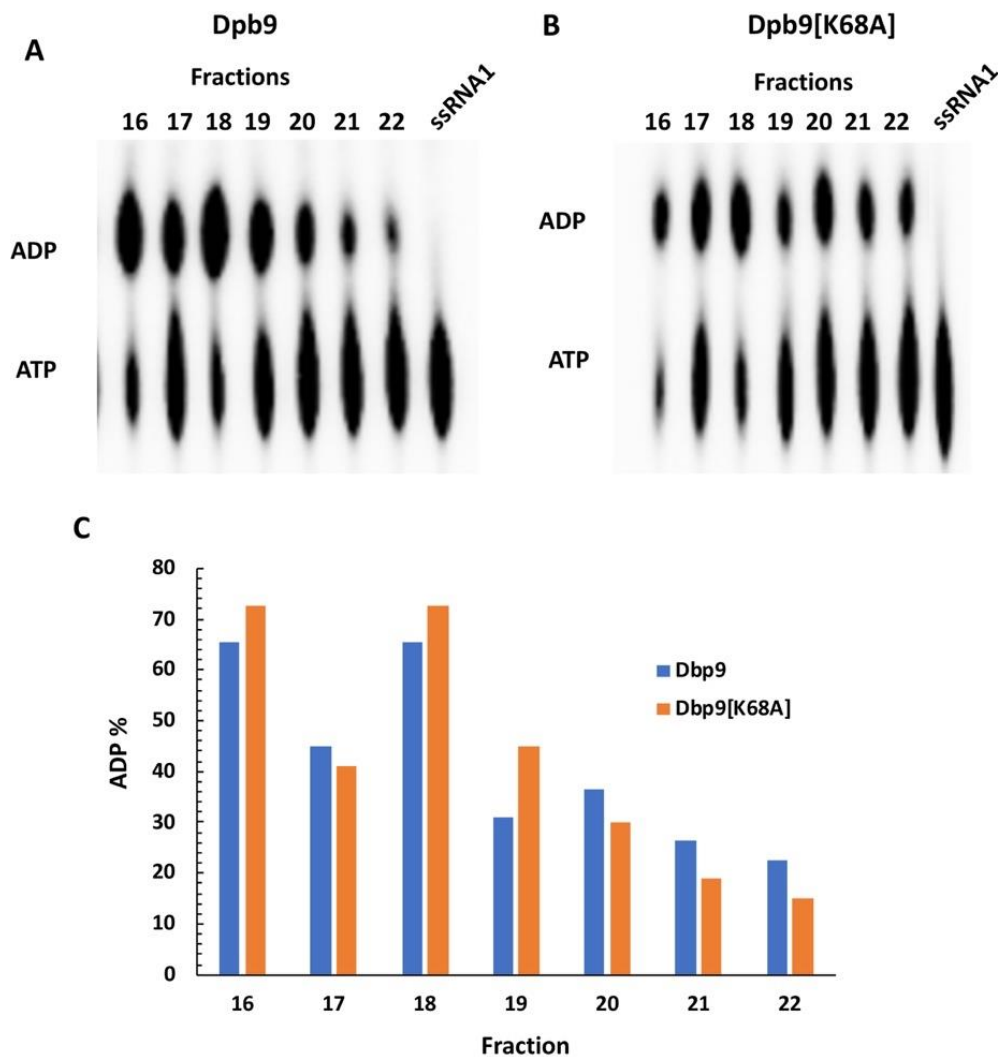 A
Dpb9
Fractions
16 17 18 19 20 21 22 ssRNA1
ADP
ATP
B
Dpb9[K68A]
Fractions
16 17 18 19 20 21 22 ssRNA1
ADP
ATP
C
80
70
60
50
40
30
20
10
0
ADP %
Dbp9
Dbp9[K68A]
16 17 18 19 20 21 22
Fraction